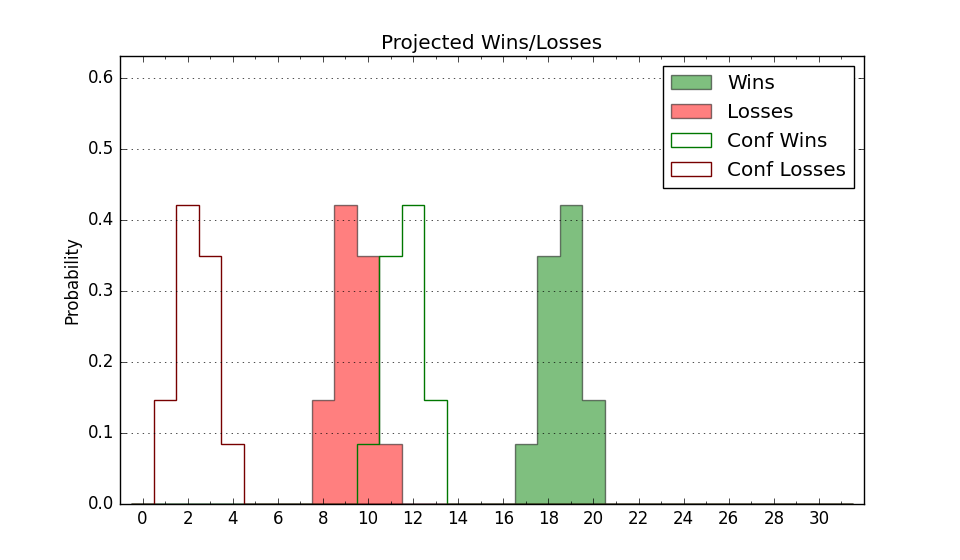 Projected Wins/Losses
0.6
0.5
0.4
0.3
0.2
0.1
0.0
Probability
Wins
Losses
Conf Wins
Conf Losses
0 2 4 6 8 10 12 14 16 18 20 22 24 26 28 30